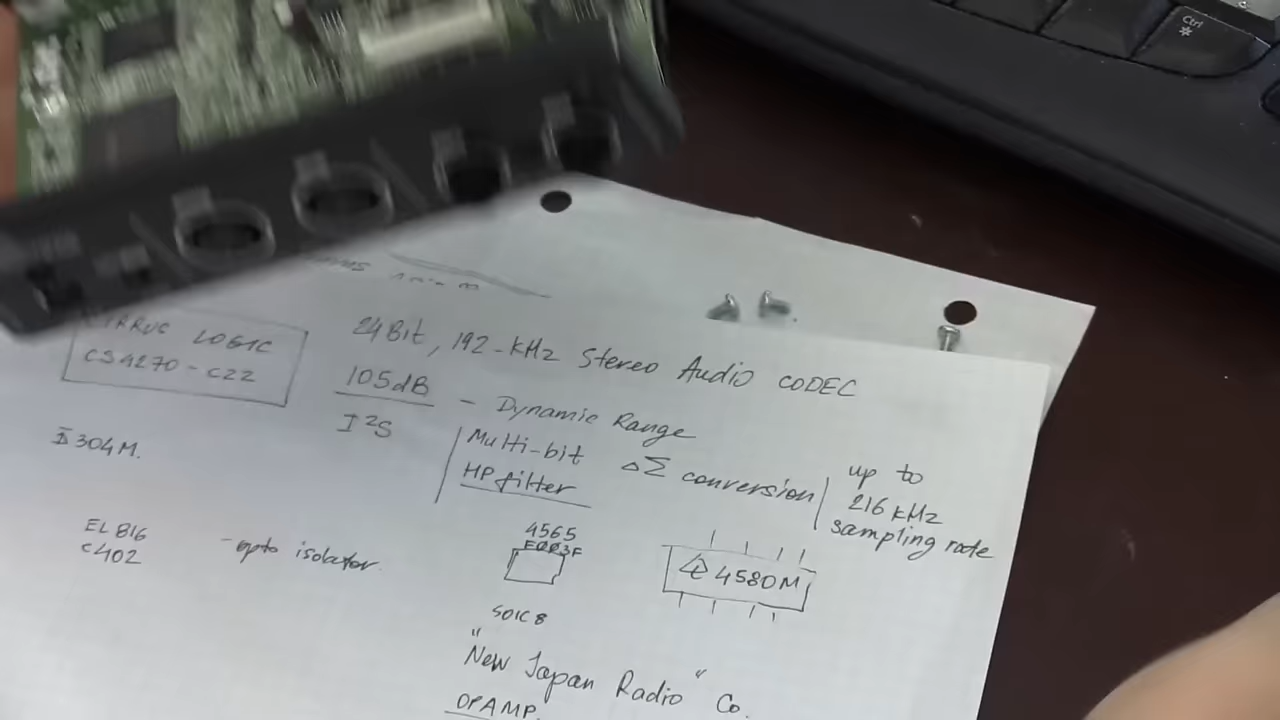 Ctrl
CIRRUS LOGIC
CS4270-CZZ
24Bit, 192-kHz Stereo Audio CODEC
105dB - Dynamic Range
I²S
Multi-bit ΔΣ conversion
HP filter
up to
216 kHz
sampling rate
304M.
EL816
C402
- opto isolator.
4565
F003F
4580M
SOIC8
"New Japan Radio" Co.
OPAMP.